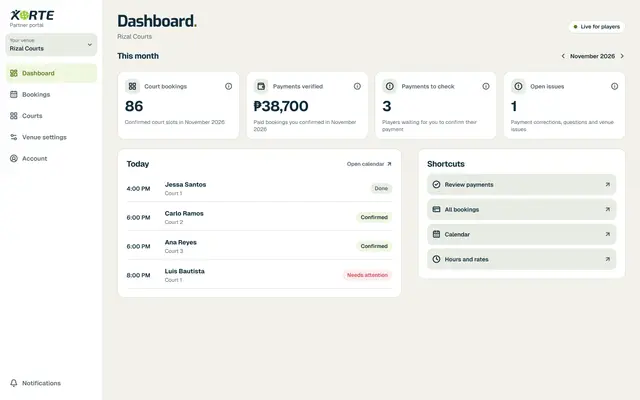 XORTE
Partner portal
Your venue
Rizal Courts
Dashboard
Bookings
Courts
Venue settings
Account
Notifications
Dashboard.
Rizal Courts
Live for players
This month
November 2026
Court bookings
86
Confirmed court slots in November 2026
Payments verified
₱38,700
Paid bookings you confirmed in November
2026
Payments to check
3
Players waiting for you to confirm their
payment
Open issues
1
Payment corrections, questions and venue
issues
Today
Open calendar
4:00 PM
Jessa Santos
Court 1
Done
6:00 PM
Carlo Ramos
Court 2
Confirmed
6:00 PM
Ana Reyes
Court 3
Confirmed
8:00 PM
Luis Bautista
Court 1
Needs attention
Shortcuts
Review payments
All bookings
Calendar
Hours and rates